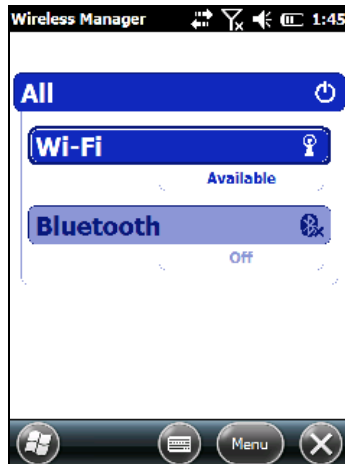 Wireless Manager 1:45
All
Wi-Fi
Available
Bluetooth
Off
Menu